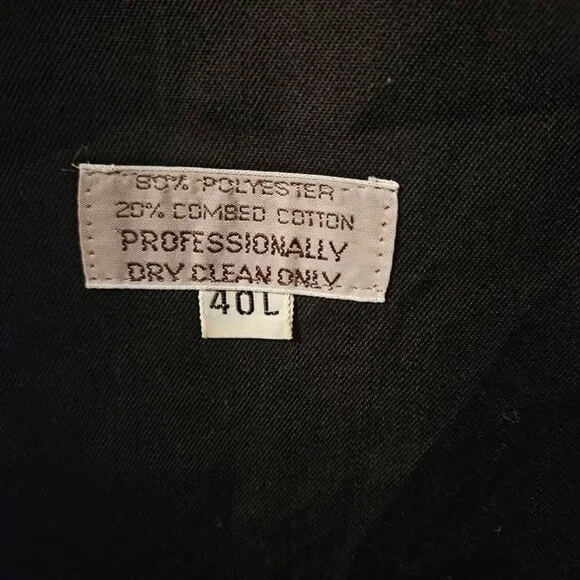 80% POLYESTER
20% COMBED COTTON
PROFESSIONALLY
DRY CLEAN ONLY
40L